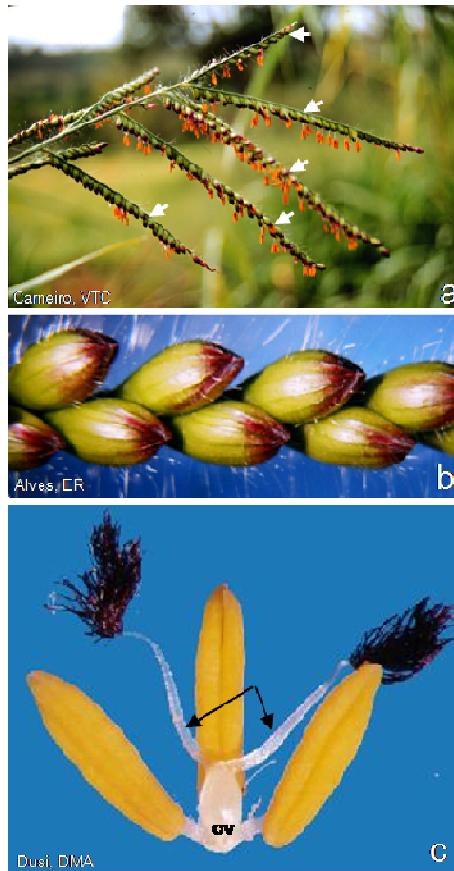 Carneiro, VTC
a
b
Alves, ER
ov
Dusi, DMA
c